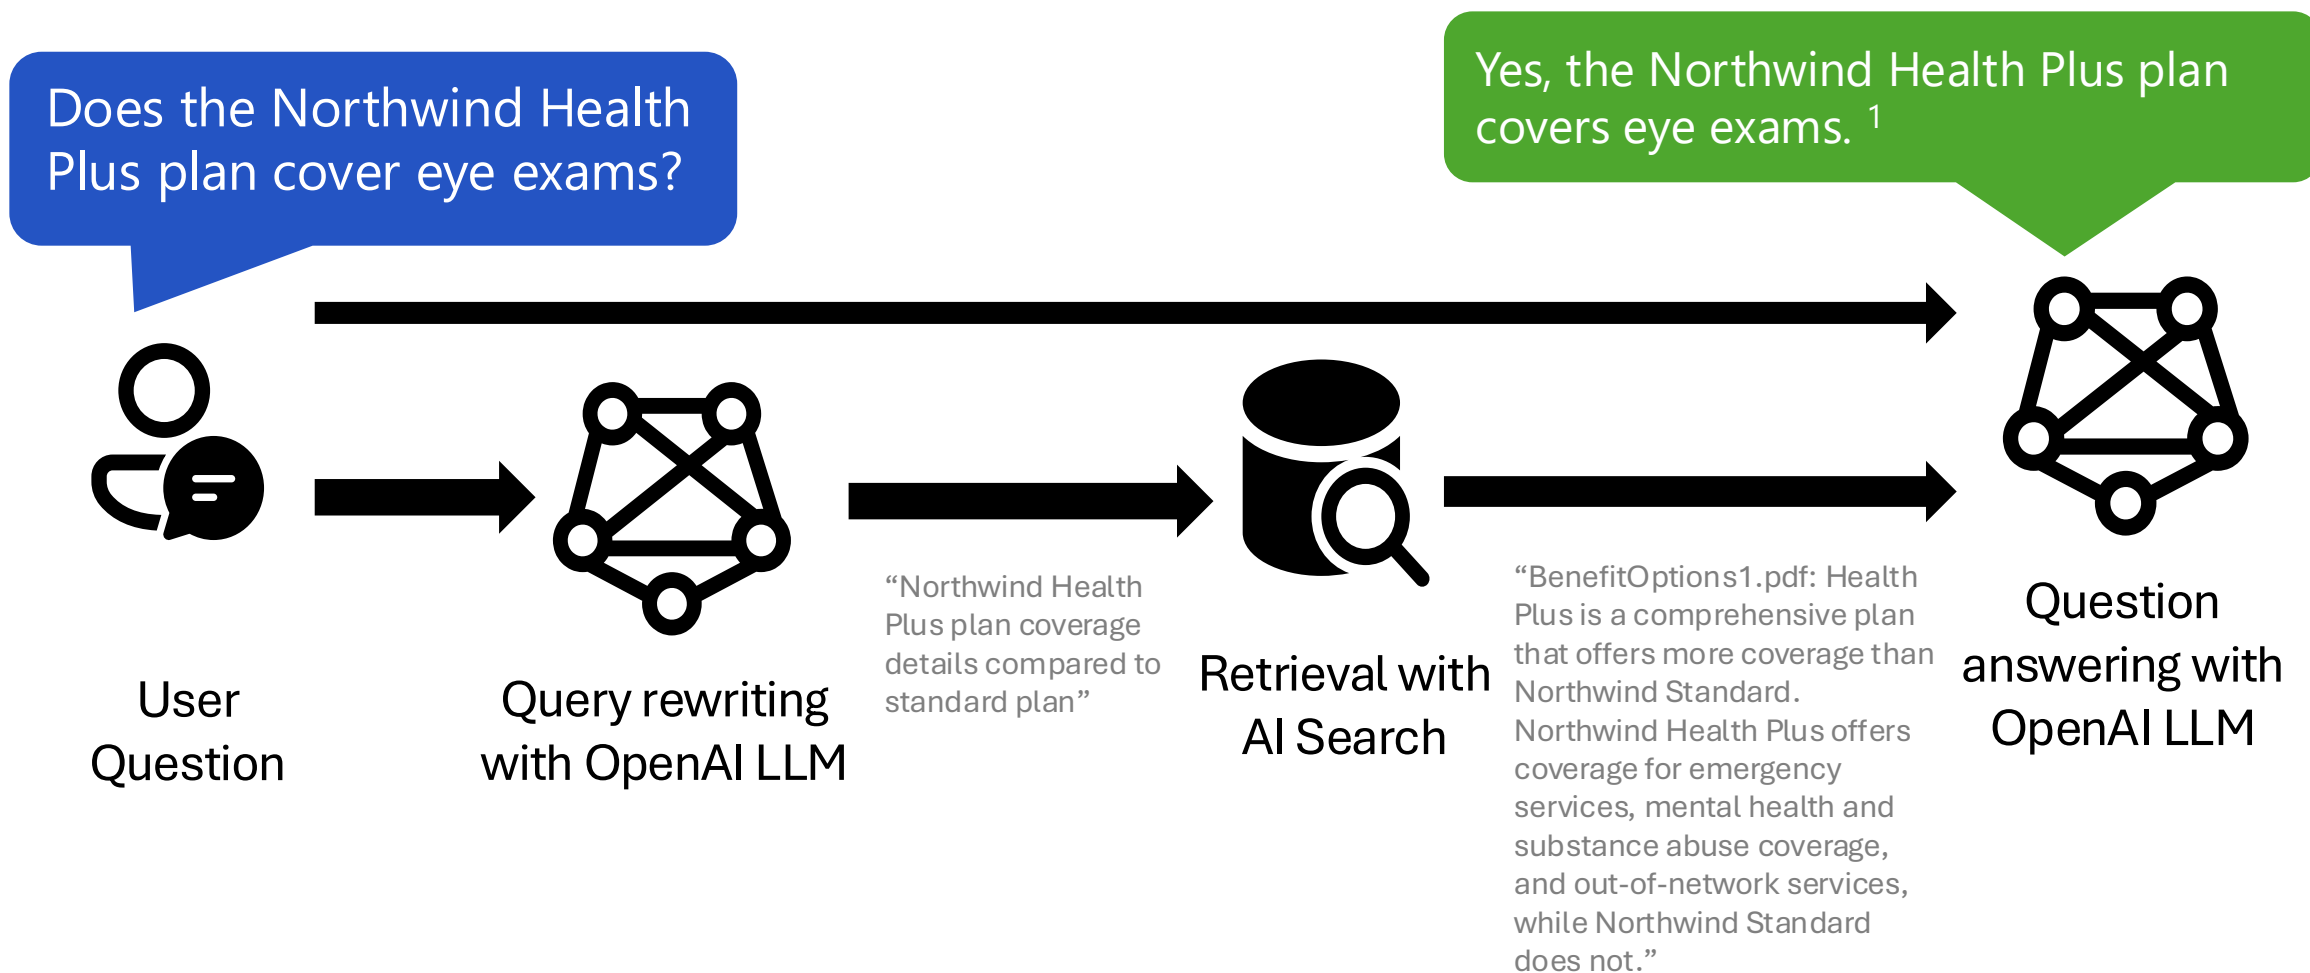 Does the Northwind Health
Plus plan cover eye exams?
Yes, the Northwind Health Plus plan
covers eye exams. 1
User
Question
Query rewriting
with OpenAI LLM
“Northwind Health
Plus plan coverage
details compared to
standard plan”
Retrieval with
AI Search
“BenefitOptions1.pdf: Health
Plus is a comprehensive plan
that offers more coverage than
Northwind Standard.
Northwind Health Plus offers
coverage for emergency
services, mental health and
substance abuse coverage,
and out-of-network services,
while Northwind Standard
does not.”
Question
answering with
OpenAI LLM